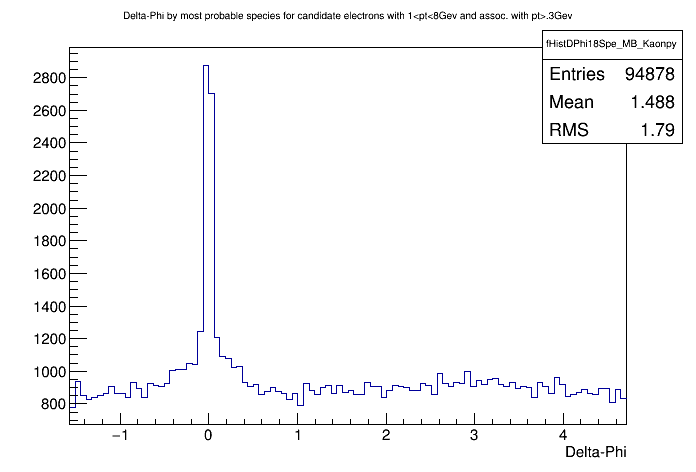 Delta-Phi by most probable species for candidate electrons with 1<pt<8Gev and assoc. with pt>.3Gev
fHistDPhi18Spe_MB_Kaonpy
Entries 94878
Mean 1.488
RMS 1.79
2800
2600
2400
2200
2000
1800
1600
1400
1200
1000
800
−1 0 1 2 3 4
Delta-Phi